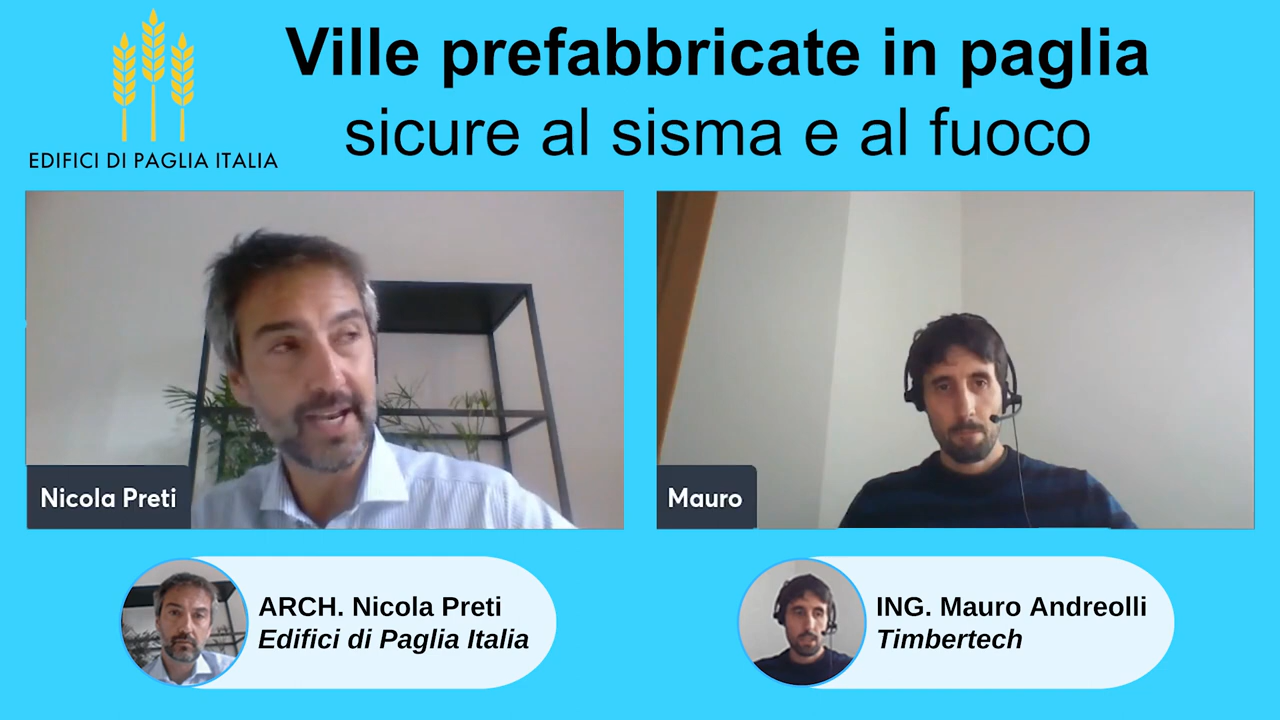 Ville prefabbricate in paglia
sicure al sisma e al fuoco
EDIFICI DI PAGLIA ITALIA
Nicola Preti
Mauro
ARCH. Nicola Preti
Edifici di Paglia Italia
ING. Mauro Andreolli
Timbertech